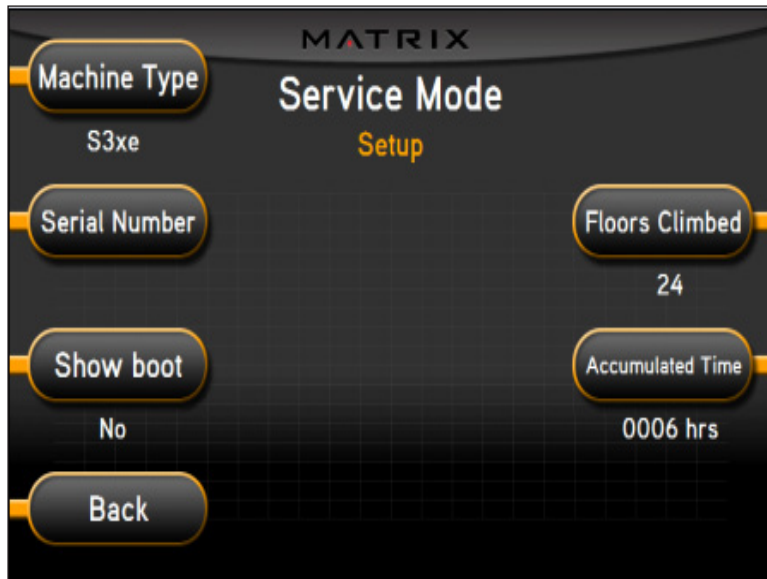 MATRIX
Machine Type
Service Mode
S3xe
Setup
Serial Number
Floors Climbed
24
Show boot
Accumulated Time
No
0006 hrs
Back